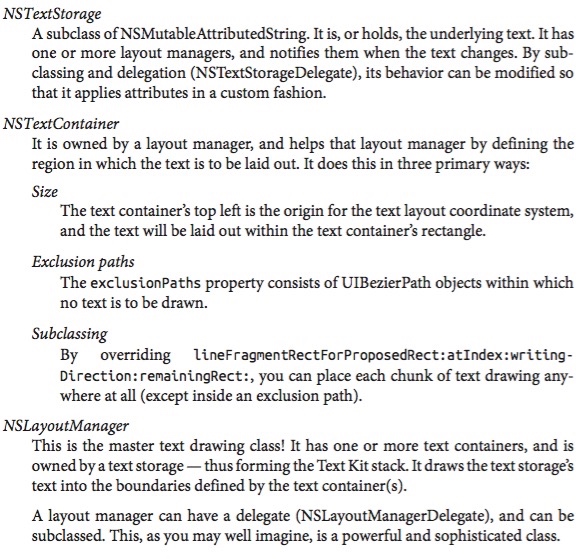 NSTextStorage
A subclass of NSMutableAttributedString. It is, or holds, the underlying text. It has
one or more layout managers, and notifies them when the text changes. By sub-
classing and delegation (NSTextStorageDelegate), its behavior can be modified so
that it applies attributes in a custom fashion.
NSTextContainer
It is owned by a layout manager, and helps that layout manager by defining the
region in which the text is to be laid out. It does this in three primary ways:
Size
The text container’s top left is the origin for the text layout coordinate system,
and the text will be laid out within the text container’s rectangle.
Exclusion paths
The exclusionPaths property consists of UIBezierPath objects within which
no text is to be drawn.
Subclassing
By overriding lineFragmentRectForProposedRect:atIndex:writing-
Direction:remainingRect:, you can place each chunk of text drawing any-
where at all (except inside an exclusion path).
NSLayoutManager
This is the master text drawing class! It has one or more text containers, and is
owned by a text storage — thus forming the Text Kit stack. It draws the text storage’s
text into the boundaries defined by the text container(s).
A layout manager can have a delegate (NSLayoutManagerDelegate), and can be
subclassed. This, as you may well imagine, is a powerful and sophisticated class.